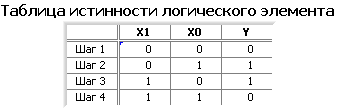 Таблица истинности логического элемента
X1 X0 Y
Шаг 1 0 0 0
Шаг 2 0 1 1
Шаг 3 1 0 1
Шаг 4 1 1 0